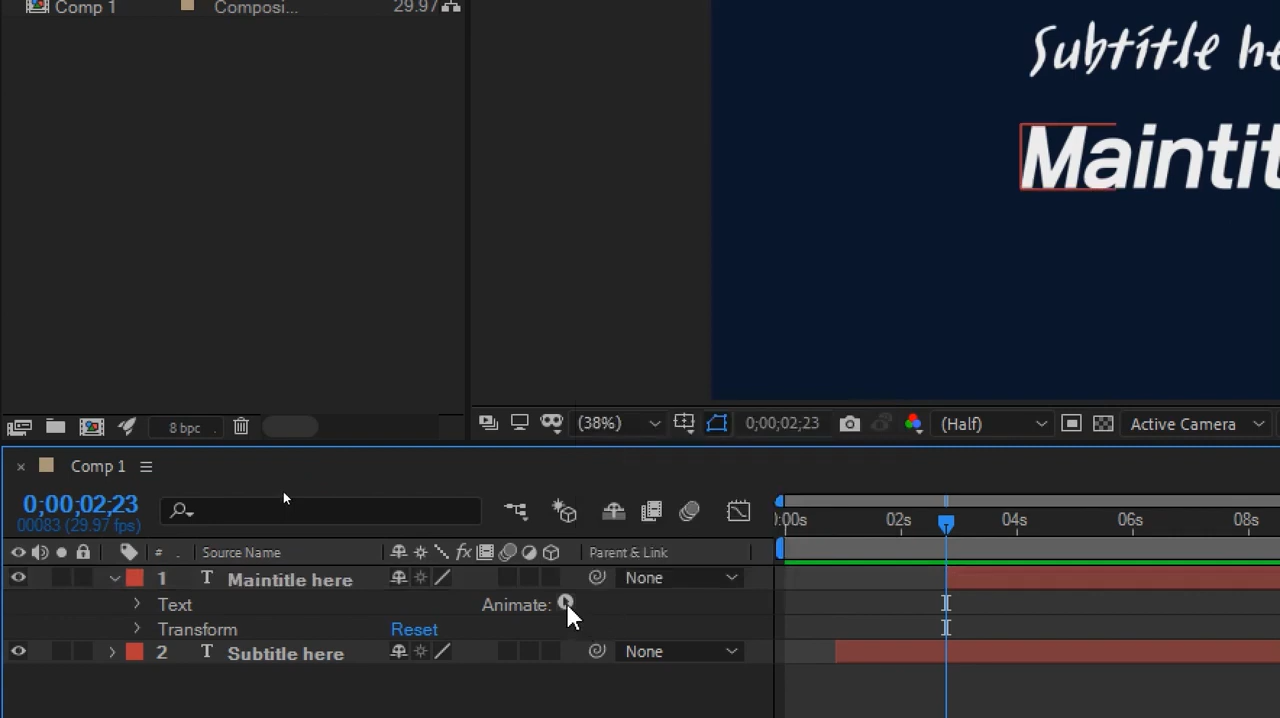 Comp 1 Composi... 29.97
Subtitle he
Maintit
8 bpc
(38%) 0;00;02;23 (Half) Active Camera
Comp 1
0;00;02;23
00083 (29.97 fps)
# . Source Name fx Parent & Link
):00s 02s 04s 06s 08s
1 T Maintitle here None
Text Animate:
Transform Reset
2 T Subtitle here None